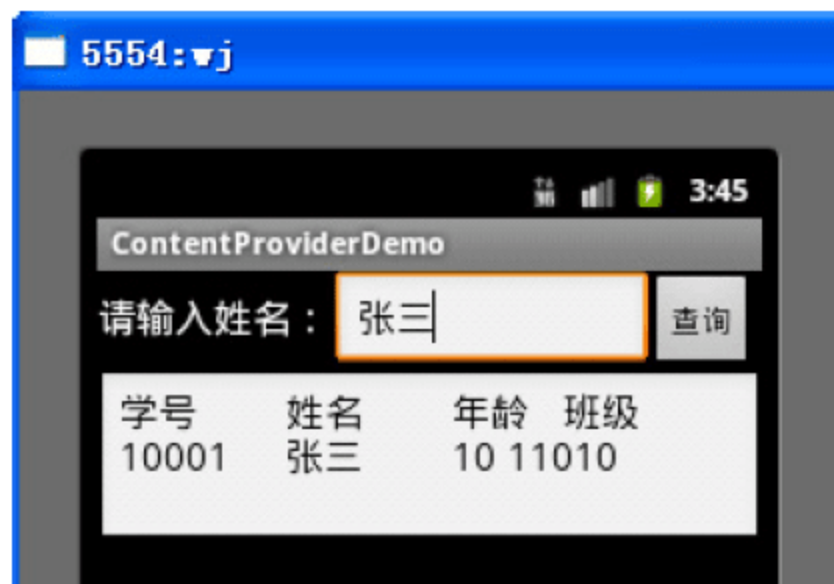 5554:wj
3:45
ContentProviderDemo
请输入姓名： 张三 查询
学号 姓名 年龄 班级
10001 张三 10 11010